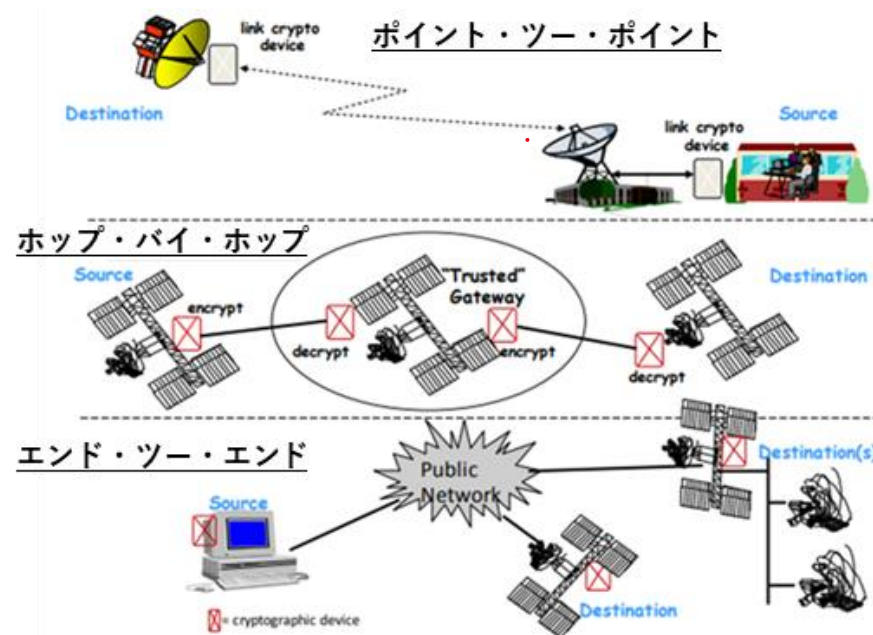 ポイント・ツー・ポイント
link crypto
device
Destination
Source
link crypto
device
ホップ・バイ・ホップ
Source
"Trusted"
Gateway
Destination
encrypt
decrypt
encrypt
decrypt
エンド・ツー・エンド
Public
Network
Destination(s)
Source
Destination
= cryptographic device